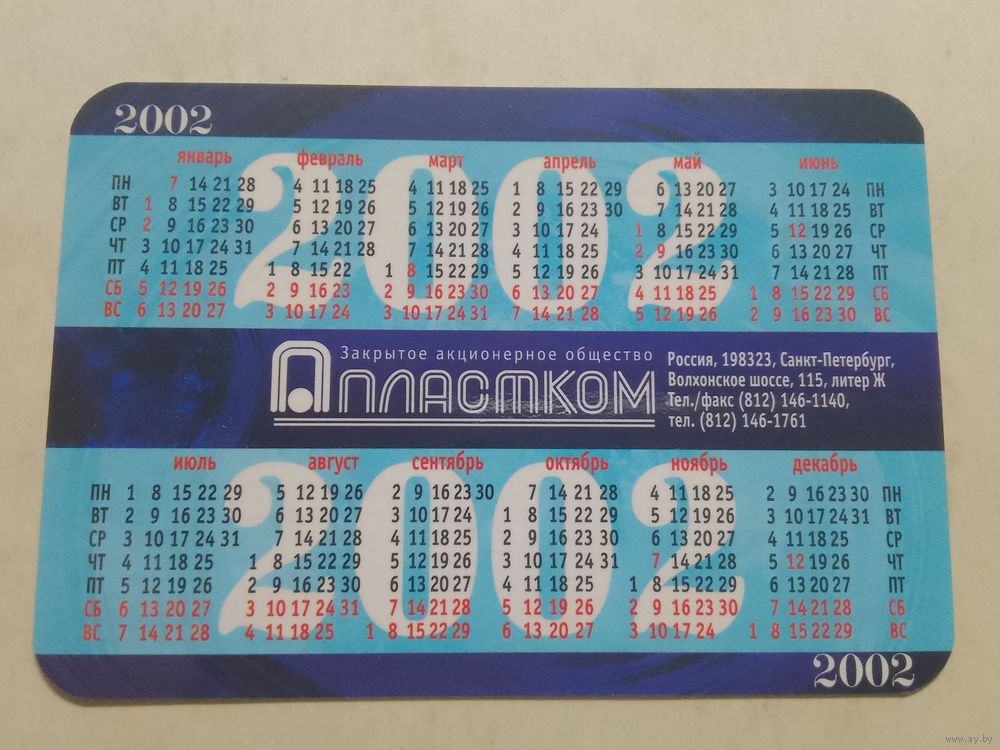 2002
январь февраль март апрель май июнь
ПН 7 14 21 28 4 11 18 25 4 11 18 25 1 8 15 22 29 6 13 20 27 3 10 17 24 ПН
ВТ 1 8 15 22 29 5 12 19 26 5 12 19 26 2 9 16 23 30 7 14 21 28 4 11 18 25 ВТ
СР 2 9 16 23 30 6 13 20 27 6 13 20 27 3 10 17 24 1 8 15 22 29 5 12 19 26 СР
ЧТ 3 10 17 24 31 7 14 21 28 7 14 21 28 4 11 18 25 2 9 16 23 30 6 13 20 27 ЧТ
ПТ 4 11 18 25 1 8 15 22 1 8 15 22 29 5 12 19 26 3 10 17 24 31 7 14 21 28 ПТ
СБ 5 12 19 26 2 9 16 23 2 9 16 23 30 6 13 20 27 4 11 18 25 1 8 15 22 29 СБ
ВС 6 13 20 27 3 10 17 24 3 10 17 24 31 7 14 21 28 5 12 19 26 2 9 16 23 30 ВС
2002
Закрытое акционерное общество
ПЛАСТКОМ
Россия, 198323, Санкт-Петербург,
Волхонское шоссе, 115, литер Ж
Тел./факс (812) 146-1140,
тел. (812) 146-1761
июль август сентябрь октябрь ноябрь декабрь
ПН 1 8 15 22 29 5 12 19 26 2 9 16 23 30 7 14 21 28 4 11 18 25 2 9 16 23 30 ПН
ВТ 2 9 16 23 30 6 13 20 27 3 10 17 24 1 8 15 22 29 5 12 19 26 3 10 17 24 31 ВТ
СР 3 10 17 24 31 7 14 21 28 4 11 18 25 2 9 16 23 30 6 13 20 27 4 11 18 25 СР
ЧТ 4 11 18 25 1 8 15 22 29 5 12 19 26 3 10 17 24 31 7 14 21 28 5 12 19 26 ЧТ
ПТ 5 12 19 26 2 9 16 23 30 6 13 20 27 4 11 18 25 1 8 15 22 29 6 13 20 27 ПТ
СБ 6 13 20 27 3 10 17 24 31 7 14 21 28 5 12 19 26 2 9 16 23 30 7 14 21 28 СБ
ВС 7 14 21 28 4 11 18 25 1 8 15 22 29 6 13 20 27 3 10 17 24 1 8 15 22 29 ВС
2002
2002
www.ay.by